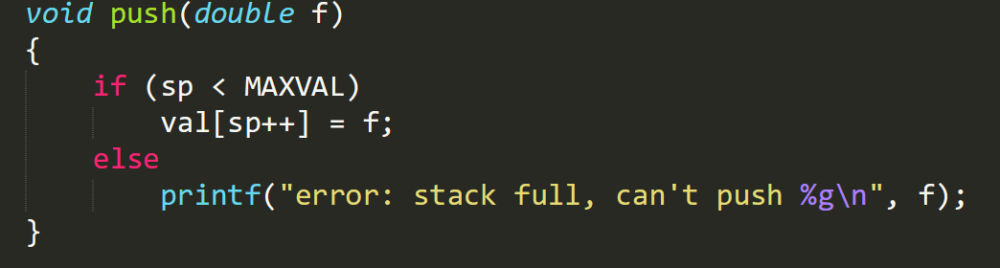 void push(double f)
{
    if (sp < MAXVAL)
        val[sp++] = f;
    else
        printf("error: stack full, can't push %g\n", f);
}